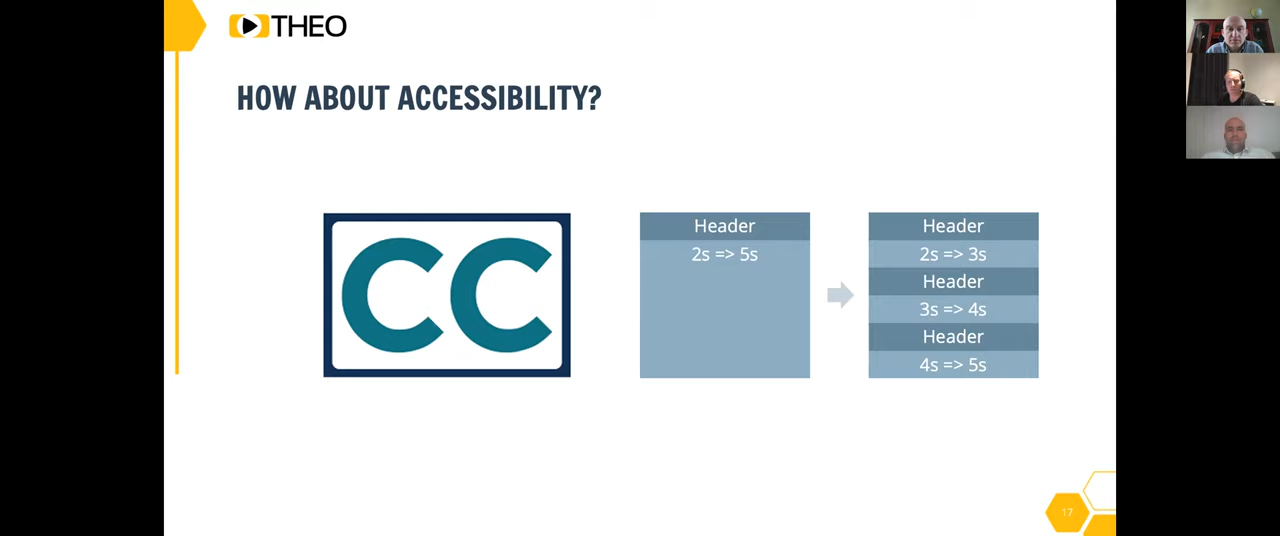 THEO
HOW ABOUT ACCESSIBILITY?
CC
Header
2s => 5s
Header
2s => 3s
Header
3s => 4s
Header
4s => 5s
17